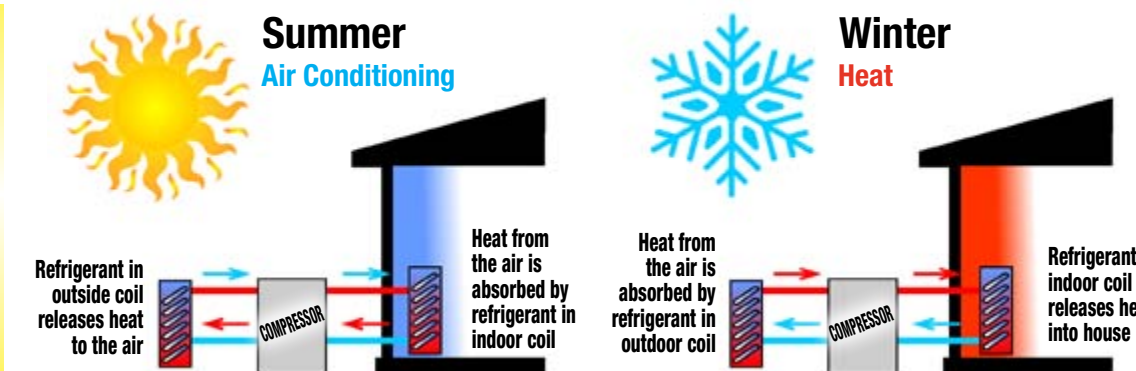 Summer
Air Conditioning
Refrigerant in
outside coil
releases heat
to the air
COMPRESSOR
Heat from
the air is
absorbed by
refrigerant in
indoor coil
Winter
Heat
Heat from
the air is
absorbed by
refrigerant in
outdoor coil
COMPRESSOR
Refrigerant
indoor coil
releases
into house